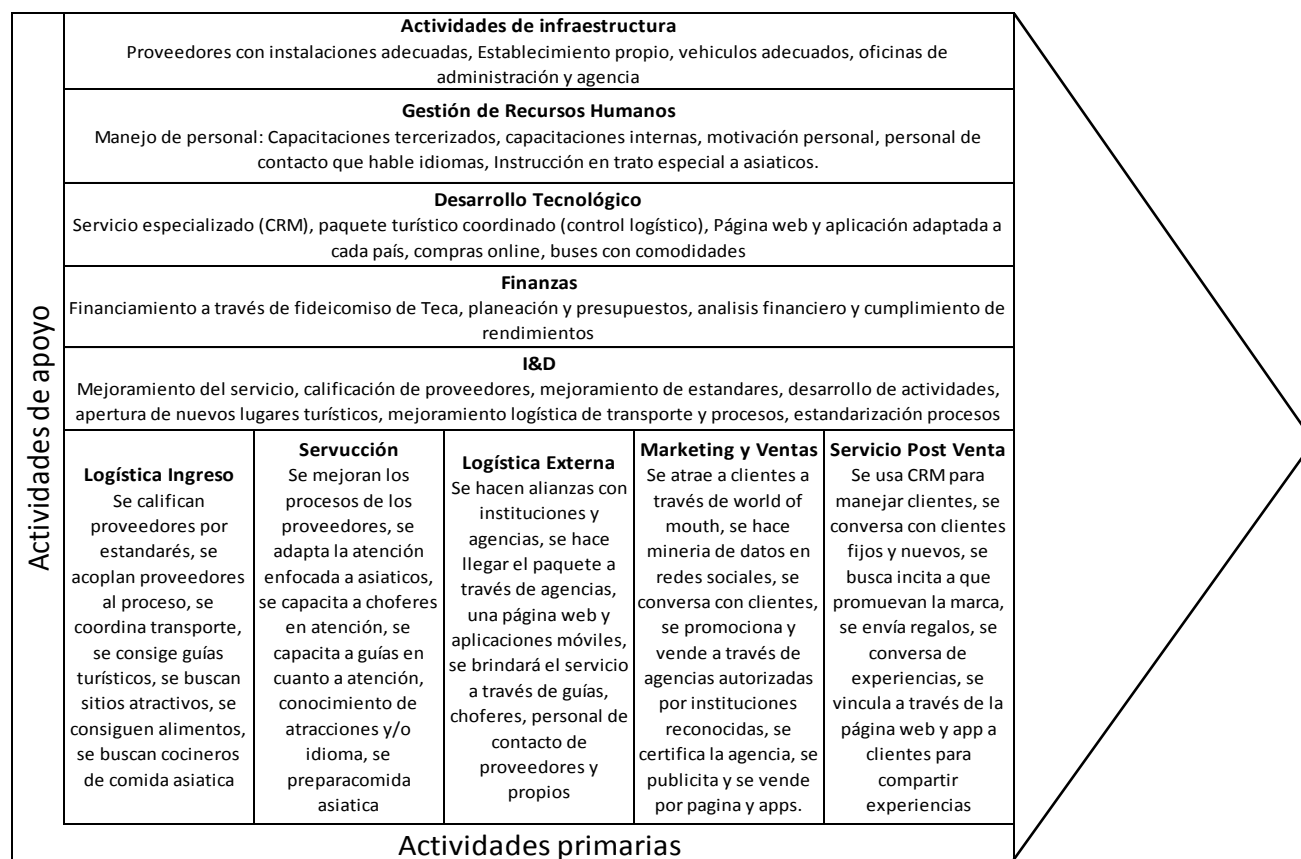 Actividades de apoyo
Actividades de infraestructura
Proveedores con instalaciones adecuadas, Establecimiento propio, vehiculos adecuados, oficinas de
administración y agencia
Gestión de Recursos Humanos
Manejo de personal: Capacitaciones tercerizados, capacitaciones internas, motivación personal, personal de
contacto que hable idiomas, Instrucción en trato especial a asiaticos.
Desarrollo Tecnológico
Servicio especializado (CRM), paquete turístico coordinado (control logístico), Página web y aplicación adaptada a
cada país, compras online, buses con comodidades
Finanzas
Financiamiento a través de fideicomiso de Teca, planeación y presupuestos, analisis financiero y cumplimiento de
rendimientos
I&D
Mejoramiento del servicio, calificación de proveedores, mejoramiento de estandares, desarrollo de actividades,
apertura de nuevos lugares turísticos, mejoramiento logística de transporte y procesos, estandarización procesos
Logística Ingreso
Se califican
proveedores por
estandarés, se
acoplan proveedores
al proceso, se
coordina transporte,
se consige guías
turísticos, se buscan
sitios atractivos, se
consiguen alimentos,
se buscan cocineros
de comida asiatica
Servucción
Se mejoran los
procesos de los
proveedores, se
adapta la atención
enfocada a asiaticos,
se capacita a choferes
en atención, se
capacita a guías en
cuanto a atención,
conocimiento de
atracciones y/o
idioma, se
preparacomida
asiatica
Logística Externa
Se hacen alianzas con
instituciones y
agencias, se hace
llegar el paquete a
través de agencias,
una página web y
aplicaciones móviles,
se brindará el servicio
a través de guías,
choferes, personal de
contacto de
proveedores y
propios
Marketing y Ventas
Se atrae a clientes a
través de world of
mouth, se hace
mineria de datos en
redes sociales, se
conversa con clientes,
se promociona y
vende a través de
agencias autorizadas
por instituciones
reconocidas, se
certifica la agencia, se
publicita y se vende
por pagina y apps.
Servicio Post Venta
Se usa CRM para
manejar clientes, se
conversa con clientes
fijos y nuevos, se
busca incita a que
promuevan la marca,
se envía regalos, se
conversa de
experiencias, se
vincula a través de la
página web y app a
clientes para
compartir
experiencias
Actividades primarias